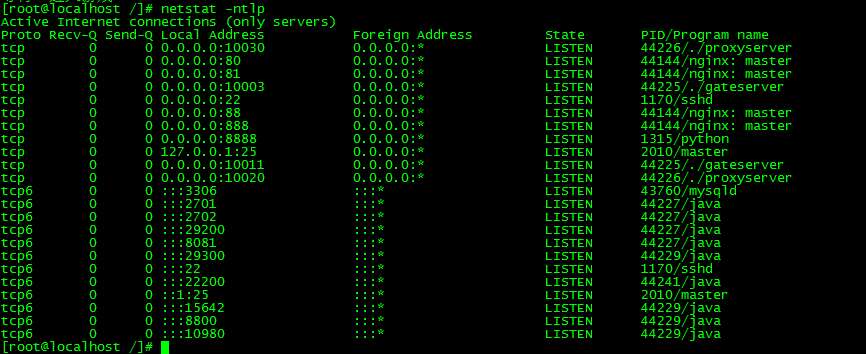 [root@localhost /]# netstat -ntlp
Active Internet connections (only servers)
Proto Recv-Q Send-Q Local Address Foreign Address State PID/Program name
tcp 0 0 0.0.0.0:10030 0.0.0.0:* LISTEN 44226/./proxyserver
tcp 0 0 0.0.0.0:80 0.0.0.0:* LISTEN 44144/nginx: master
tcp 0 0 0.0.0.0:81 0.0.0.0:* LISTEN 44144/nginx: master
tcp 0 0 0.0.0.0:10003 0.0.0.0:* LISTEN 44225/./gateserver
tcp 0 0 0.0.0.0:22 0.0.0.0:* LISTEN 1170/sshd
tcp 0 0 0.0.0.0:88 0.0.0.0:* LISTEN 44144/nginx: master
tcp 0 0 0.0.0.0:888 0.0.0.0:* LISTEN 44144/nginx: master
tcp 0 0 0.0.0.0:8888 0.0.0.0:* LISTEN 1315/python
tcp 0 0 127.0.0.1:25 0.0.0.0:* LISTEN 2010/master
tcp 0 0 0.0.0.0:10011 0.0.0.0:* LISTEN 44225/./gateserver
tcp 0 0 0.0.0.0:10020 0.0.0.0:* LISTEN 44226/./proxyserver
tcp6 0 0 :::3306 :::* LISTEN 43760/mysqld
tcp6 0 0 :::2701 :::* LISTEN 44227/java
tcp6 0 0 :::2702 :::* LISTEN 44227/java
tcp6 0 0 :::29200 :::* LISTEN 44227/java
tcp6 0 0 :::8081 :::* LISTEN 44227/java
tcp6 0 0 :::29300 :::* LISTEN 44229/java
tcp6 0 0 :::22 :::* LISTEN 1170/sshd
tcp6 0 0 :::22200 :::* LISTEN 44241/java
tcp6 0 0 ::1:25 :::* LISTEN 2010/master
tcp6 0 0 :::15642 :::* LISTEN 44229/java
tcp6 0 0 :::8800 :::* LISTEN 44229/java
tcp6 0 0 :::10980 :::* LISTEN 44229/java
[root@localhost /]#